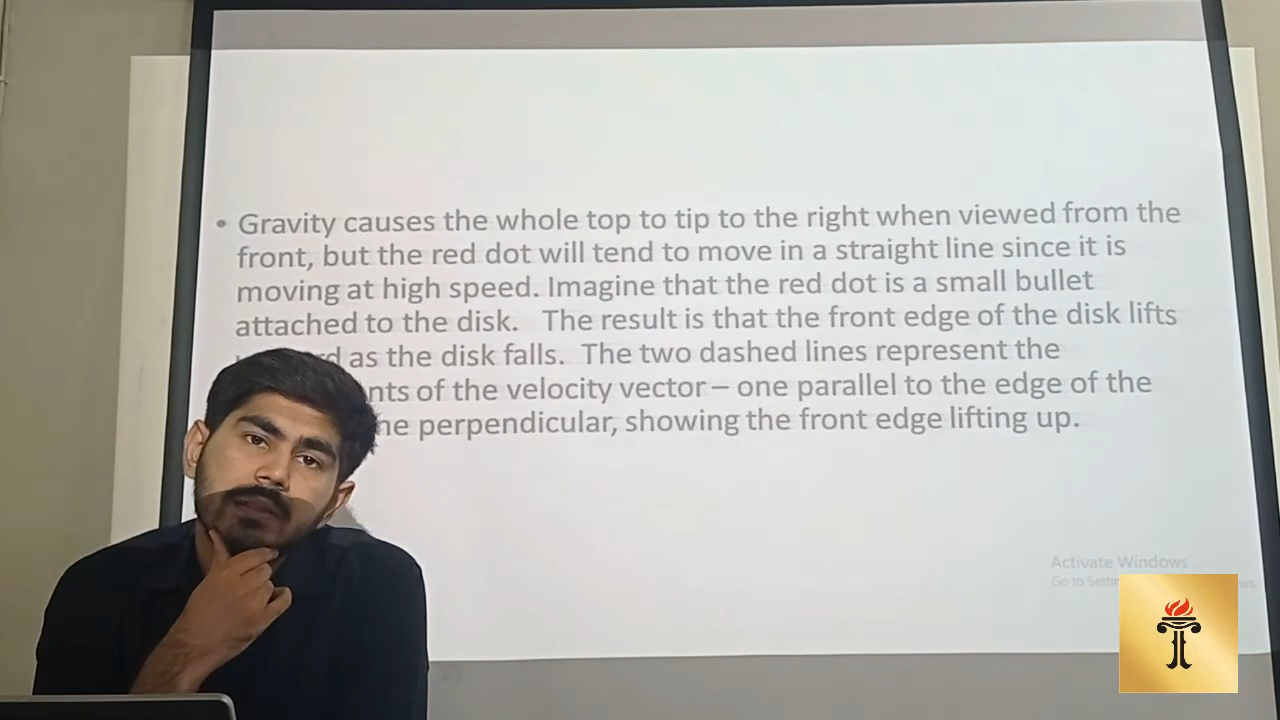 • Gravity causes the whole top to tip to the right when viewed from the
front, but the red dot will tend to move in a straight line since it is
moving at high speed. Imagine that the red dot is a small bullet
attached to the disk. The result is that the front edge of the disk lifts
as the disk falls. The two dashed lines represent the
of the velocity vector – one parallel to the edge of the
perpendicular, showing the front edge lifting up.
Activate Windows
Go to